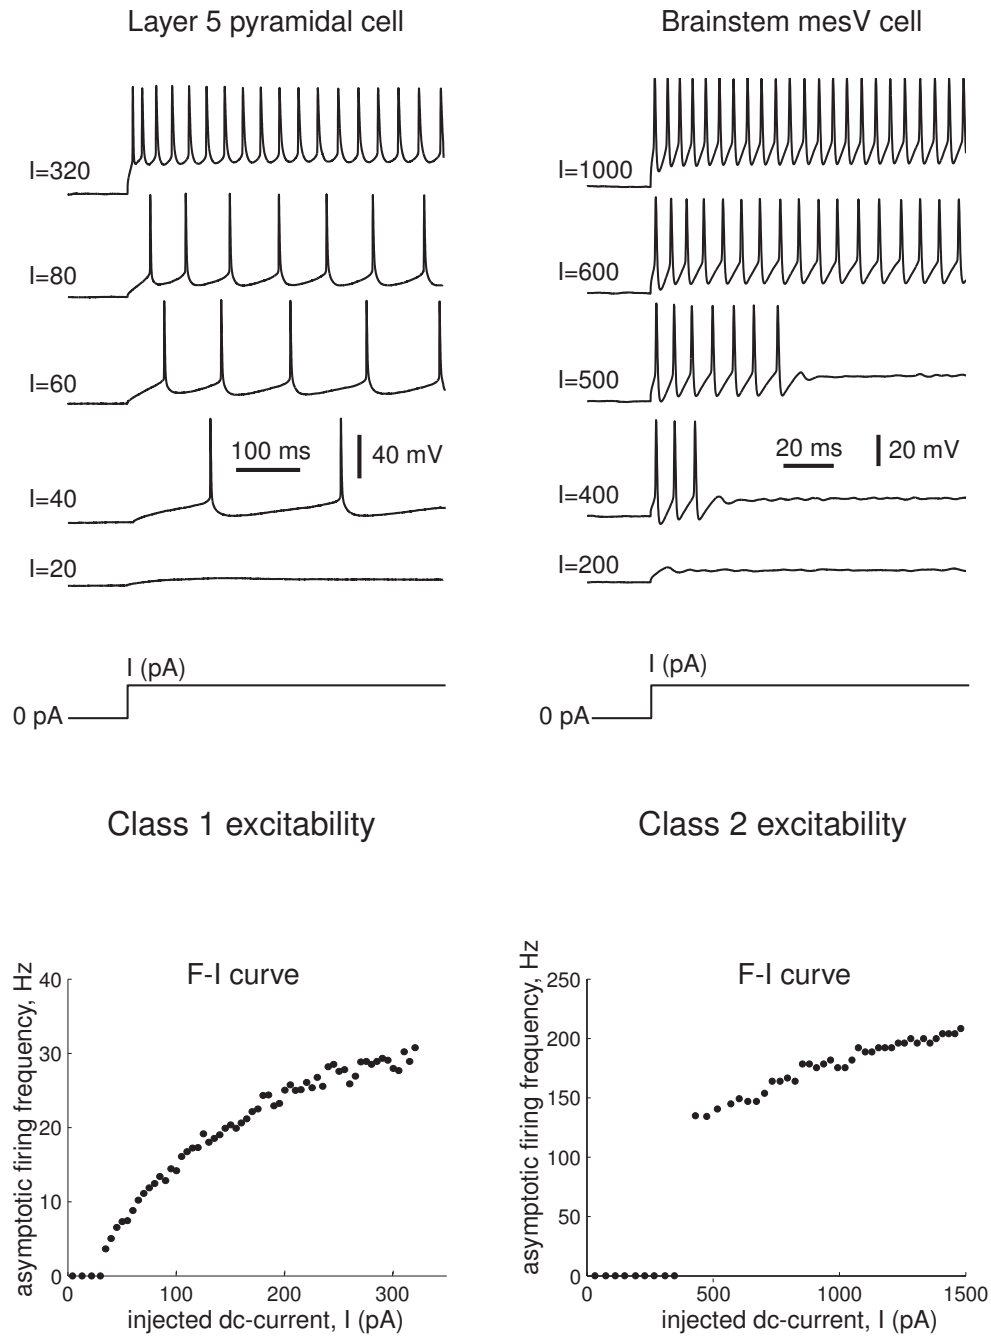 Layer 5 pyramidal cell
Brainstem mesV cell
I=320
I=80
I=60
100 ms
40 mV
I=40
I=20
I (pA)
0 pA
I=1000
I=600
I=500
20 ms
20 mV
I=400
I=200
I (pA)
0 pA
Class 1 excitability
Class 2 excitability
F-I curve
asymptotic firing frequency, Hz
40
30
20
10
0
0 100 200 300
injected dc-current, I (pA)
F-I curve
asymptotic firing frequency, Hz
250
200
150
100
50
0
0 500 1000 1500
injected dc-current, I (pA)